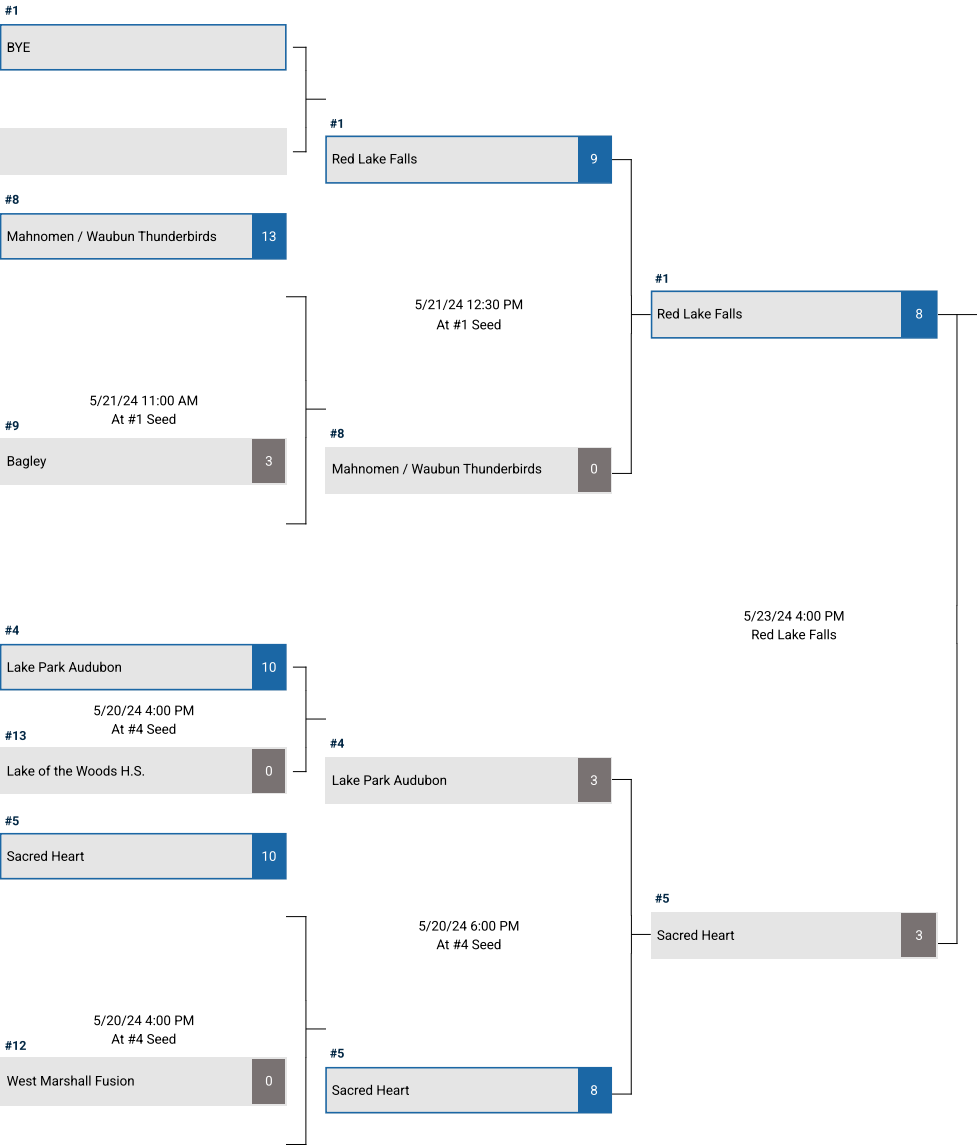 #1
BYE
#8
Mahnomen / Waubun Thunderbirds 13
5/21/24 11:00 AM
At #1 Seed
#9
Bagley 3
#4
Lake Park Audubon 10
5/20/24 4:00 PM
At #4 Seed
#13
Lake of the Woods H.S. 0
#5
Sacred Heart 10
5/20/24 4:00 PM
At #4 Seed
#12
West Marshall Fusion 0
#1
Red Lake Falls 9
5/21/24 12:30 PM
At #1 Seed
#8
Mahnomen / Waubun Thunderbirds 0
#4
Lake Park Audubon 3
5/20/24 6:00 PM
At #4 Seed
#5
Sacred Heart 8
#1
Red Lake Falls 8
5/23/24 4:00 PM
Red Lake Falls
#5
Sacred Heart 3